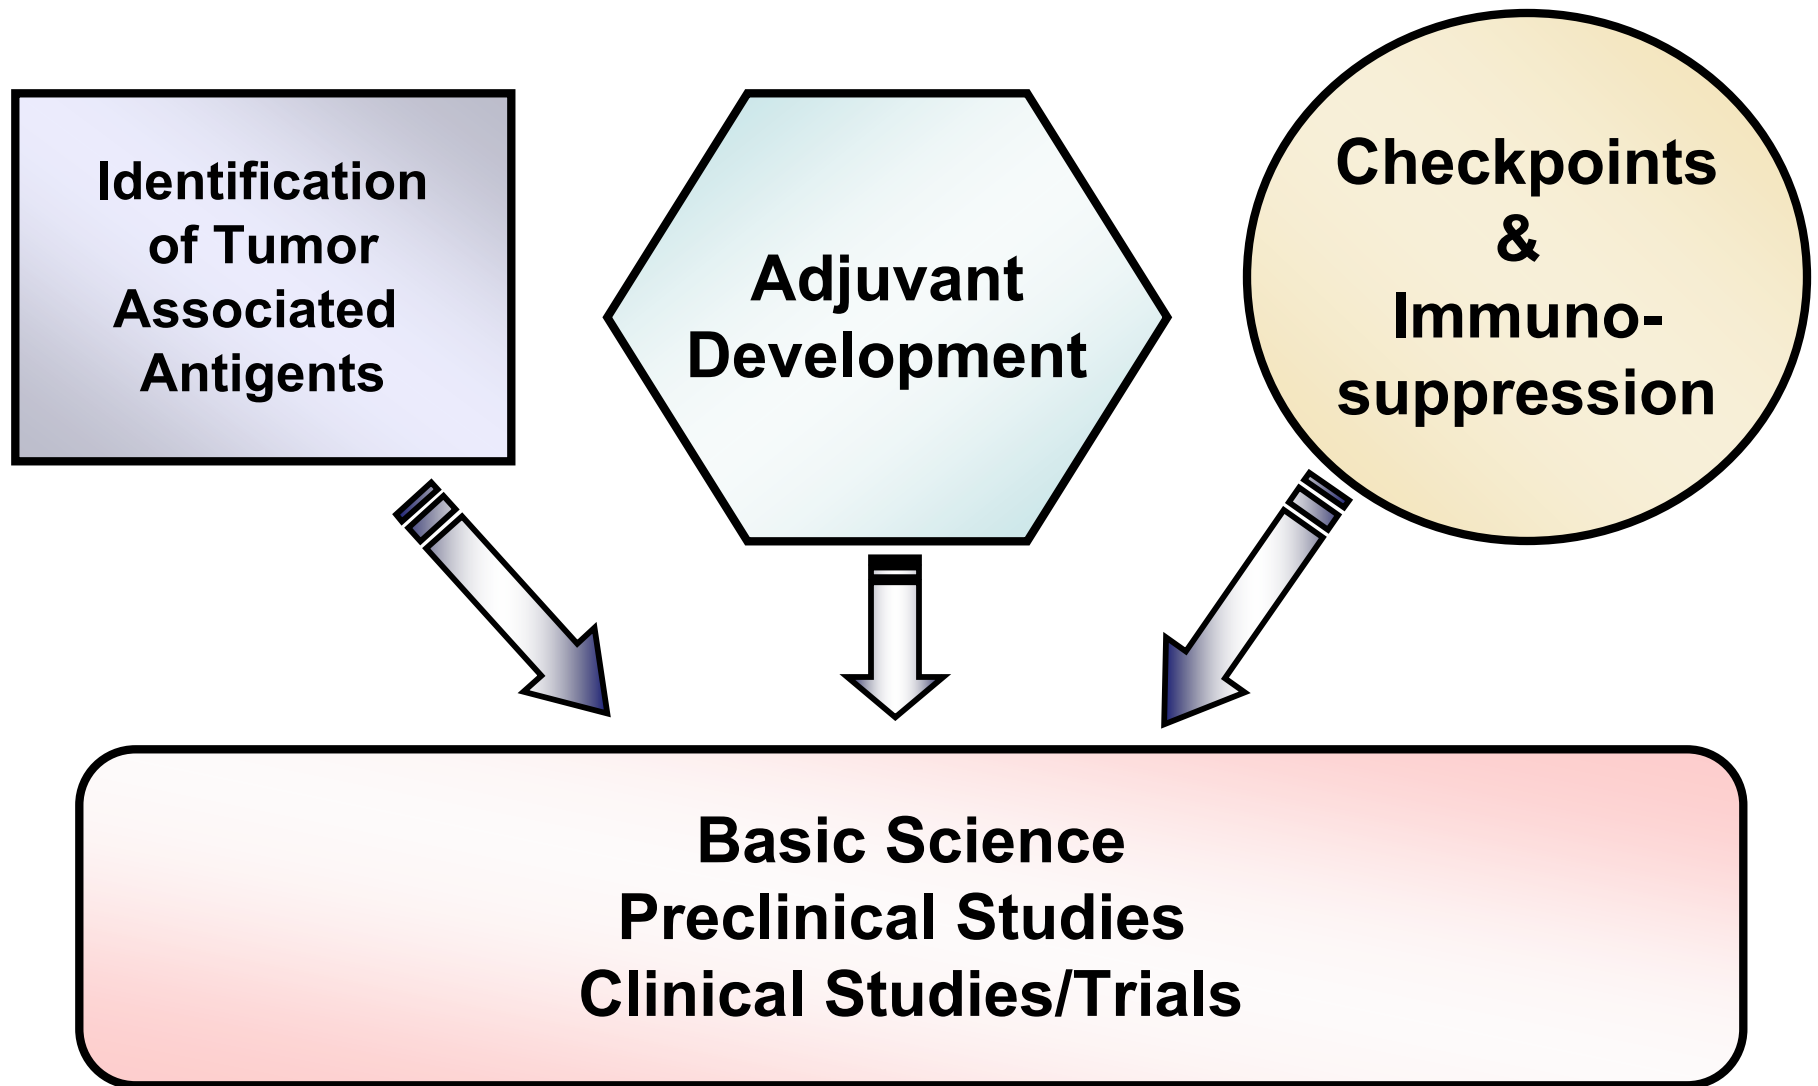 Identification
of Tumor
Associated
Antigents
Adjuvant
Development
Checkpoints
&
Immuno-
suppression
Basic Science
Preclinical Studies
Clinical Studies/Trials